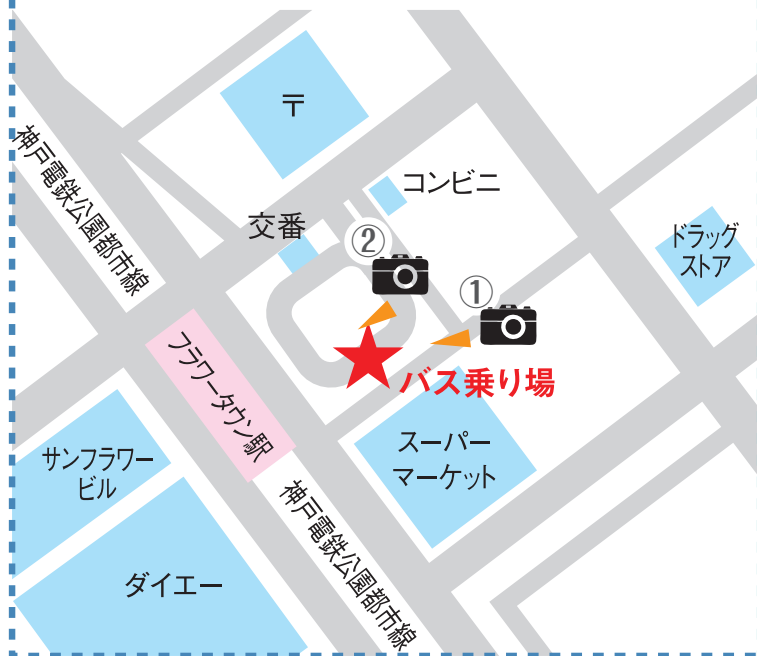 〒
神戸電鉄公園都市線
コンビニ
交番
②
ドラッグ
ストア
①
フラワータウン駅
バス乗り場
スーパー
マーケット
サンフラワー
ビル
神戸電鉄公園都市線
ダイエー